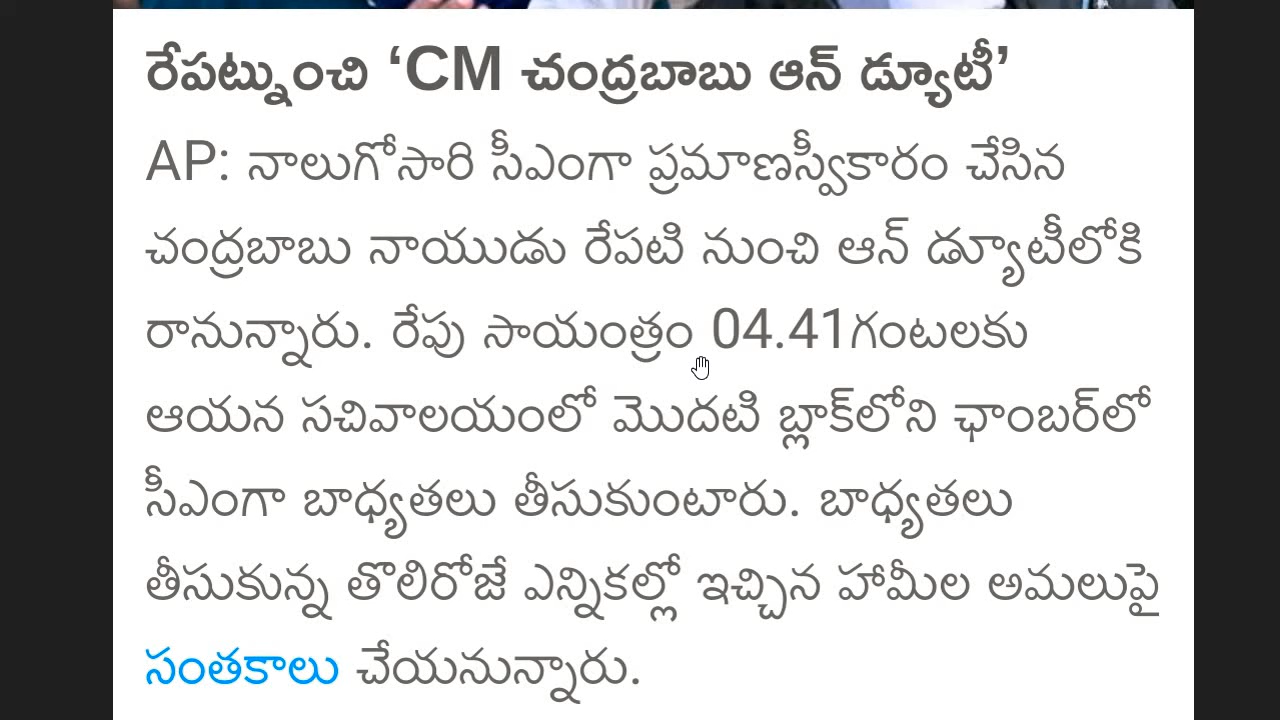 రేపట్నుంచి ‘CM చంద్రబాబు ఆన్ డ్యూటీ’
AP: నాలుగోసారి సీఎంగా ప్రమాణస్వీకారం చేసిన
చంద్రబాబు నాయుడు రేపటి నుంచి ఆన్ డ్యూటీలోకి
రానున్నారు. రేపు సాయంత్రం 04.41గంటలకు
ఆయన సచివాలయంలో మొదటి బ్లాక్‌లోని ఛాంబర్‌లో
సీఎంగా బాధ్యతలు తీసుకుంటారు. బాధ్యతలు
తీసుకున్న తొలిరోజే ఎన్నికల్లో ఇచ్చిన హామీల అమలుపై
సంతకాలు చేయనున్నారు.